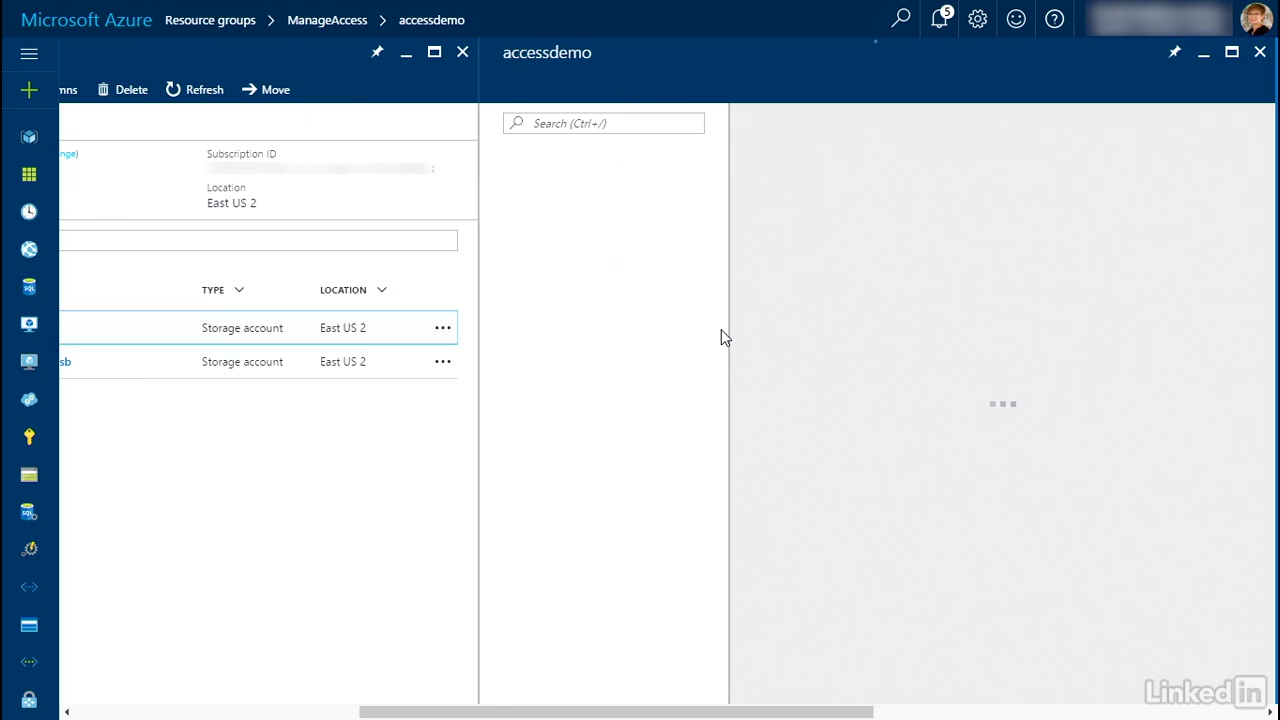 Microsoft Azure Resource groups > ManageAccess > accessdemo
5
accessdemo
mns Delete Refresh Move
Search (Ctrl+/)
nge) Subscription ID
Location
East US 2
TYPE LOCATION
Storage account East US 2
sb Storage account East US 2
LinkedIn